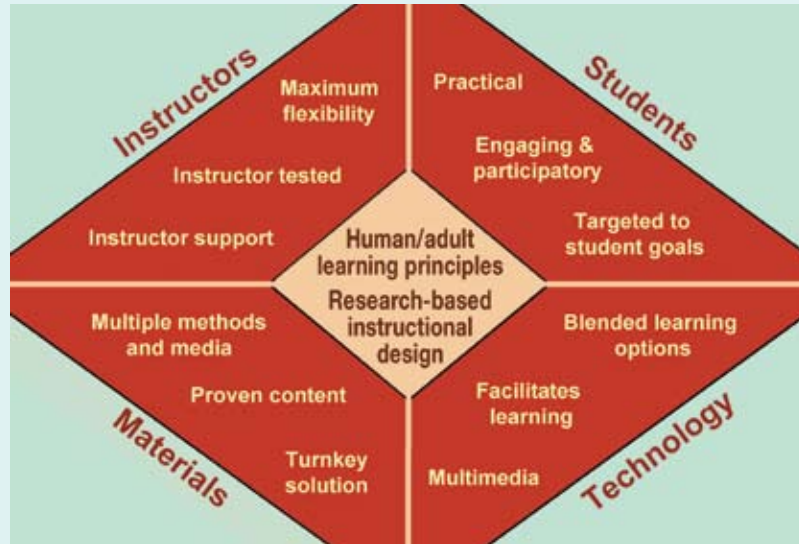 Instructors
Maximum
flexibility
Instructor tested
Instructor support
Students
Practical
Engaging &
participatory
Targeted to
student goals
Human/adult
learning principles
Research-based
instructional
design
Materials
Multiple methods
and media
Proven content
Turnkey
solution
Technology
Blended learning
options
Facilitates
learning
Multimedia